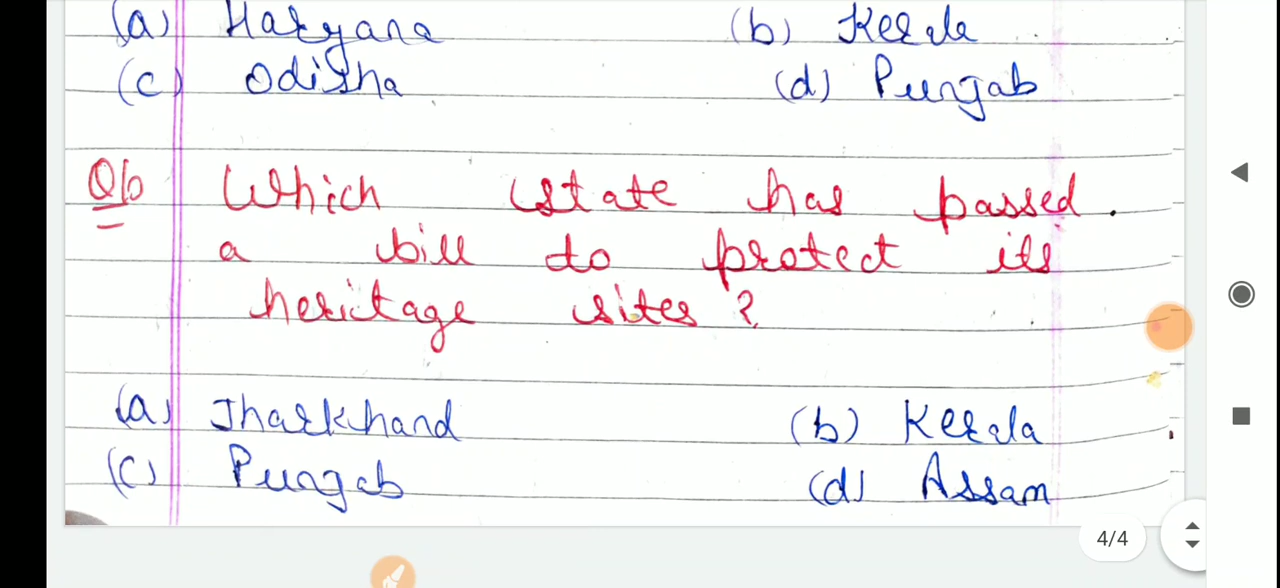 (a) Haryana (b) Kerala
(c) Odisha (d) Punjab
Q10 Which state has passed.
a bill to protect its
heritage sites?
(a) Jharkhand (b) Kerala
(c) Punjab (d) Assam
4/4